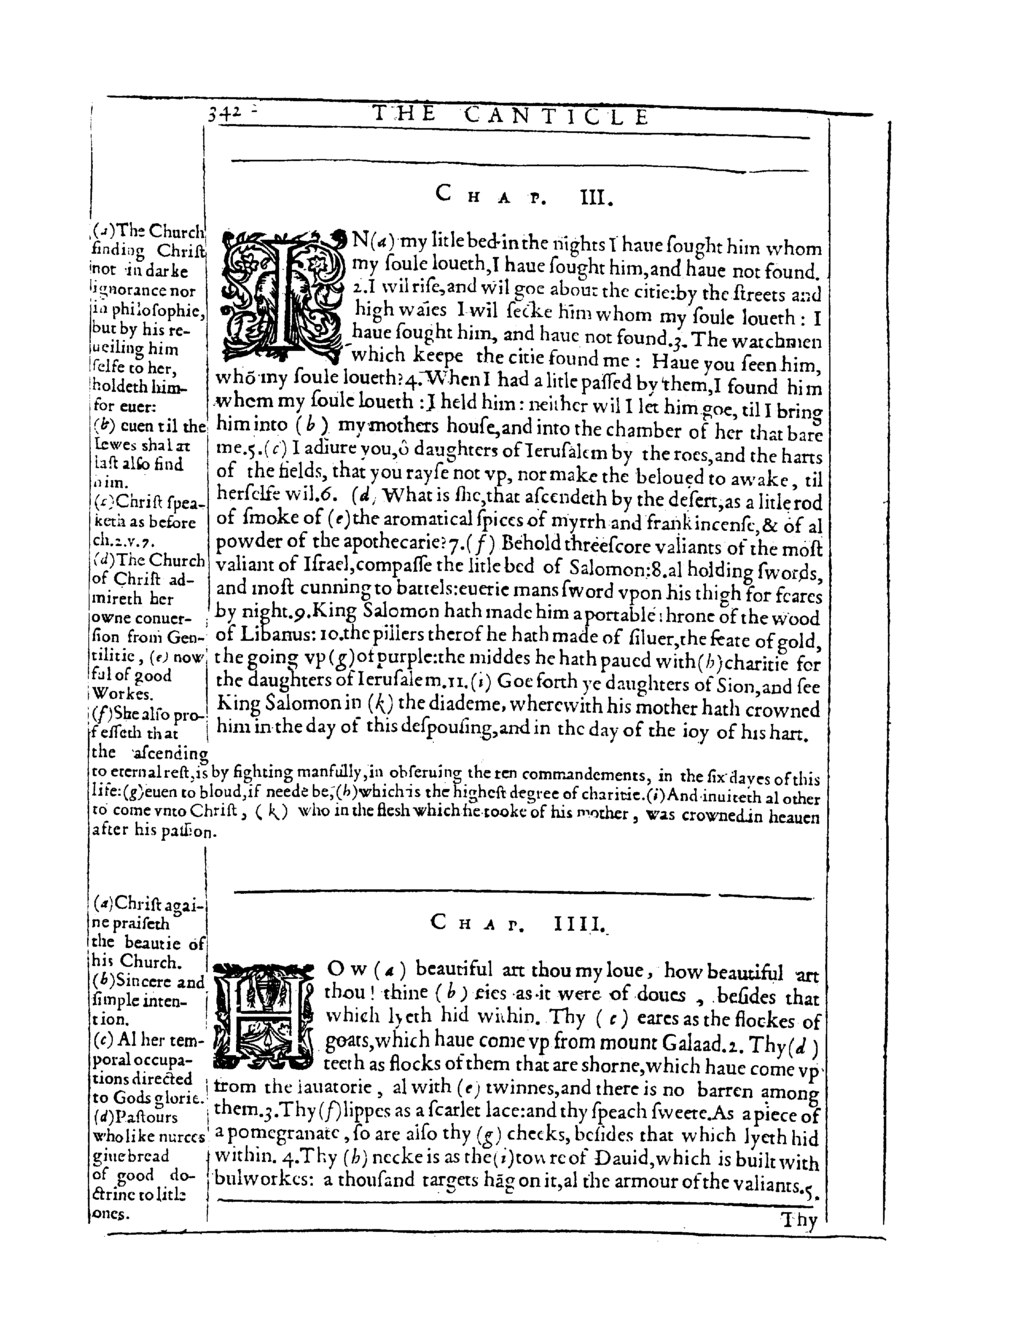 342
THE CANTICLE
CHAP. III.
(a)The Church
finding Chriſt
not in darke
ignorance nor
in philoſophie,
but by his re-
ueiling him
ſelfe to her,
holdeth him
for euer:
(b) euen til the
Iewes shal at
laſt alſo find
him.
(c)Chriſt ſpea-
keth as before
ch.2.v.7.
(d)The Church
of Chriſt ad-
mireth her
owne conuer-
ſion from Gen-
tilitie, (e) now
ful of good
Workes.
(f)She alſo pro-
feſſeth that
the aſcending
IN(a) my litle bed in the nights I haue ſought him whom
my ſoule loueth,I haue ſought him,and haue not found.
2.I wil riſe,and wil goe about the citie:by the ſtreets and
high waies I wil ſeeke him whom my ſoule loueth : I
haue ſought him, and haue not found.3.The watchmen
which keepe the citie found me : Haue you ſeen him,
whõ my ſoule loueth?4.When I had a litle paſſed by them,I found him
whom my ſoule loueth :I held him: neither wil I let him goe, til I bring
him into (b) my mothers houſe,and into the chamber of her that bare
me.5.(c) I adiure you,ô daughters of Ieruſalem by the roes,and the harts
of the fields, that you rayſe not vp, nor make the beloued to awake, til
herſelfe wil.6. (d) What is ſhe,that aſcendeth by the deſert,as a litle rod
of ſmoke of (e)the aromatical ſpices of myrrh and frankincenſe,& of al
powder of the apothecarie?7.(f) Behold threeſcore valiants of the moſt
valiant of Iſrael,compaſſe the litle bed of Salomon:8.al holding ſwords,
and moſt cunning to battels:euerie mans ſword vpon his thigh for feares
by night.9.King Salomon hath made him a portable throne of the wood
of Libanus: 10.the pillers therof he hath made of ſiluer,the ſeate of gold,
the going vp(g)of purple:the middes he hath paued with(h)charitie for
the daughters of Ieruſalem.11.(i) Goe forth ye daughters of Sion,and ſee
King Salomon in (k) the diademe, wherewith his mother hath crowned
him in the day of this deſpouſing,and in the day of the ioy of his hart.
to eternal reſt,is by fighting manfully,in obſeruing the ten commandements, in the ſix dayes of this
life:(g)euen to bloud,if neede be,(h)which is the higheſt degree of charitie.(i)And inuiteth al other
to come vnto Chriſt, (k) who in the fleſh which he tooke of his mother, was crowned in heauen
after his paſſion.
CHAP. IIII.
(a)Chriſt agai-
ne praiſeth
the beautie of
his Church.
(b)Sincere and
ſimple inten-
tion.
(c) Al her tem-
poral occupa-
tions directed
to Gods glorie.
(d)Paſtours
who like nurces
giue bread
of good do-
ctrine to litle
ones.
HOw (a) beautiful art thou my loue, how beautiful art
thou! thine (b) eies as it were of doues, beſides that
which lyeth hid within. Thy (c) eares as the flockes of
goats,which haue come vp from mount Galaad.2. Thy(d)
teeth as flocks of them that are shorne,which haue come vp
from the lauatorie, al with (e) twinnes,and there is no barren among
them.3.Thy(f)lippes as a ſcarlet lace:and thy ſpeach ſweete.As a piece of
a pomegranate,ſo are alſo thy (g) cheeks, beſides that which lyeth hid
within. 4.Thy (h) necke is as the(i)towre of Dauid,which is built with
bulworkes: a thouſand targets hãg on it,al the armour of the valiants.5.
Thy